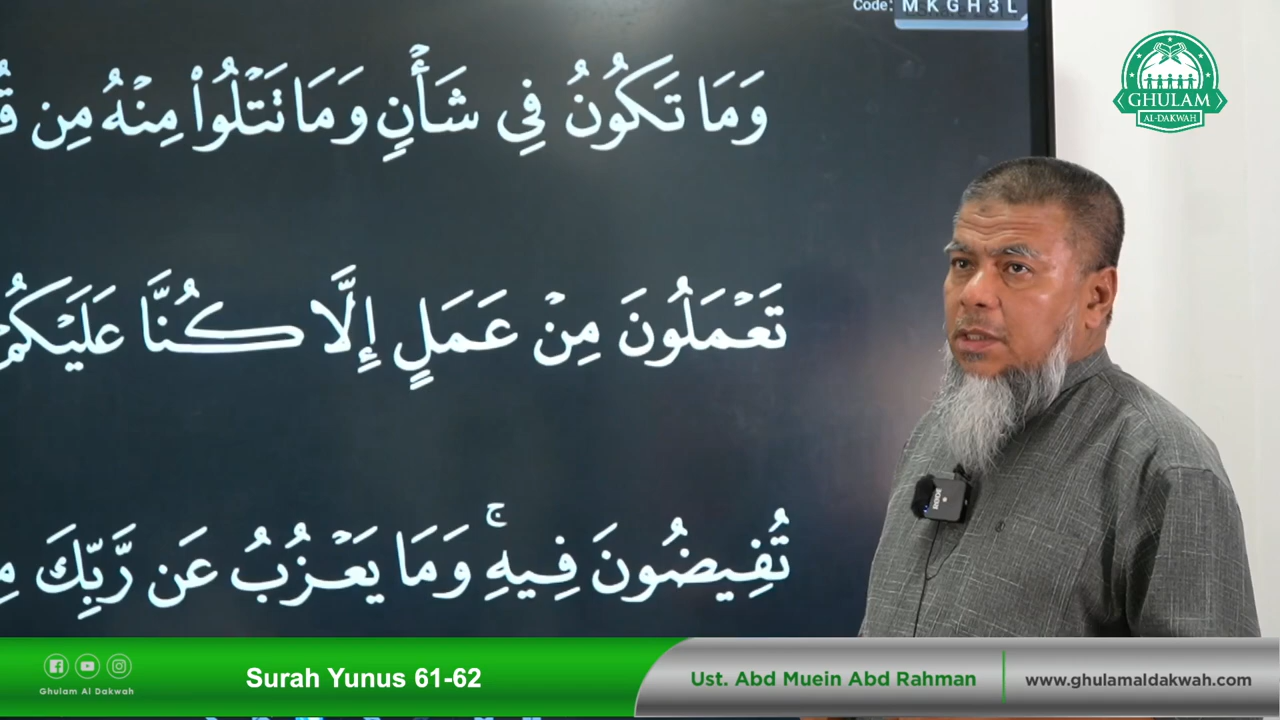 Code: MKGH3L
وَمَا تَكُونُ فِى شَأْنٍ وَمَا تَتْلُوا۟ مِنْهُ مِن
تَعْمَلُونَ مِنْ عَمَلٍ إِلَّا كُنَّا عَلَيْكُمْ
تُفِيضُونَ فِيهِ ۚ وَمَا يَعْزُبُ عَن رَّبِّكَ
GHULAM
AL-DAKWAH
Ghulam Al Dakwah
Surah Yunus 61-62
Ust. Abd Muein Abd Rahman
www.ghulamaldakwah.com